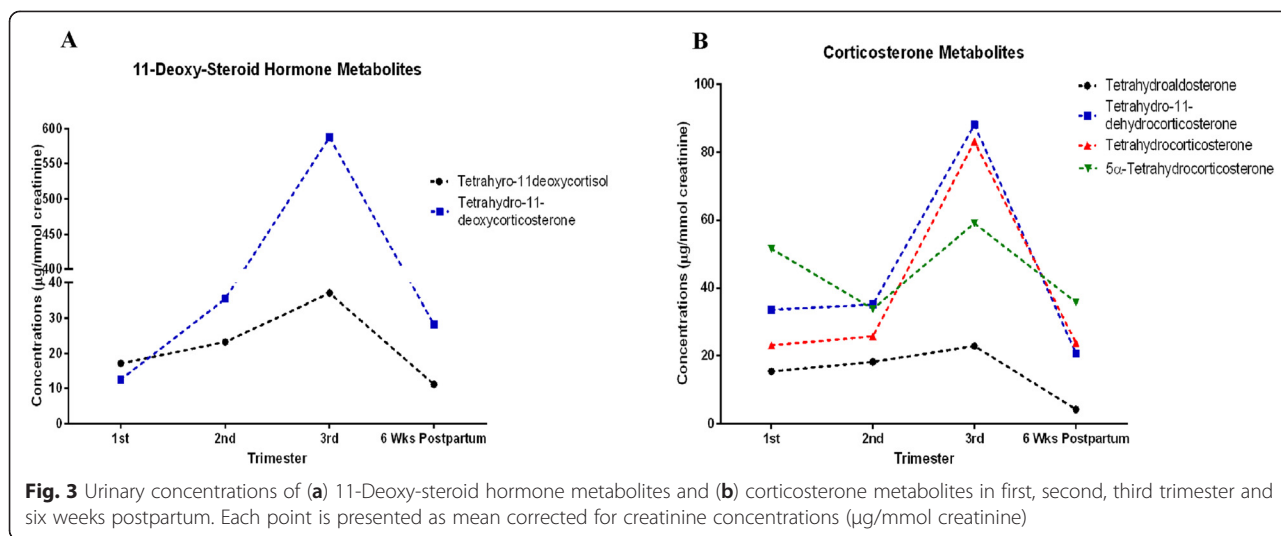 A
11-Deoxy-Steroid Hormone Metabolites
Concentrations (µg/mmol creatinine)
600
550
500
450
400
40
30
20
10
0
1st 2nd 3rd 6 Wks Postpartum
Trimester
Tetrahyro-11deoxycortisol
Tetrahydro-11-
deoxycorticosterone
B
Corticosterone Metabolites
Concentrations (µg/mmol creatinine)
100
80
60
40
20
0
1st 2nd 3rd 6 Wks Postpartum
Trimester
Tetrahydroaldosterone
Tetrahydro-11-
dehydrocorticosterone
Tetrahydrocorticosterone
5α-Tetrahydrocorticosterone
Fig. 3 Urinary concentrations of (a) 11-Deoxy-steroid hormone metabolites and (b) corticosterone metabolites in first, second, third trimester and
six weeks postpartum. Each point is presented as mean corrected for creatinine concentrations (µg/mmol creatinine)